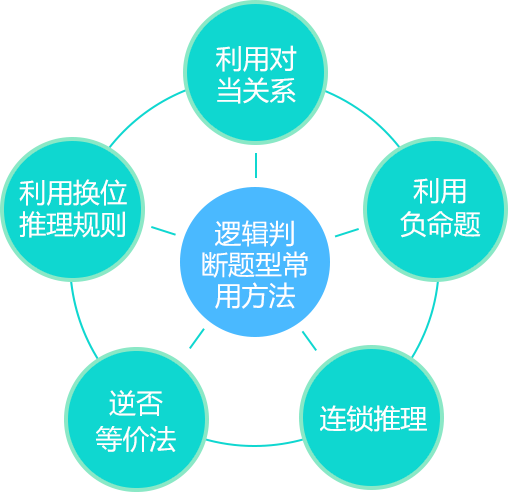 利用对
当关系
利用换位
推理规则
利用
负命题
逻辑判
断题型常
用方法
逆否
等价法
连锁推理